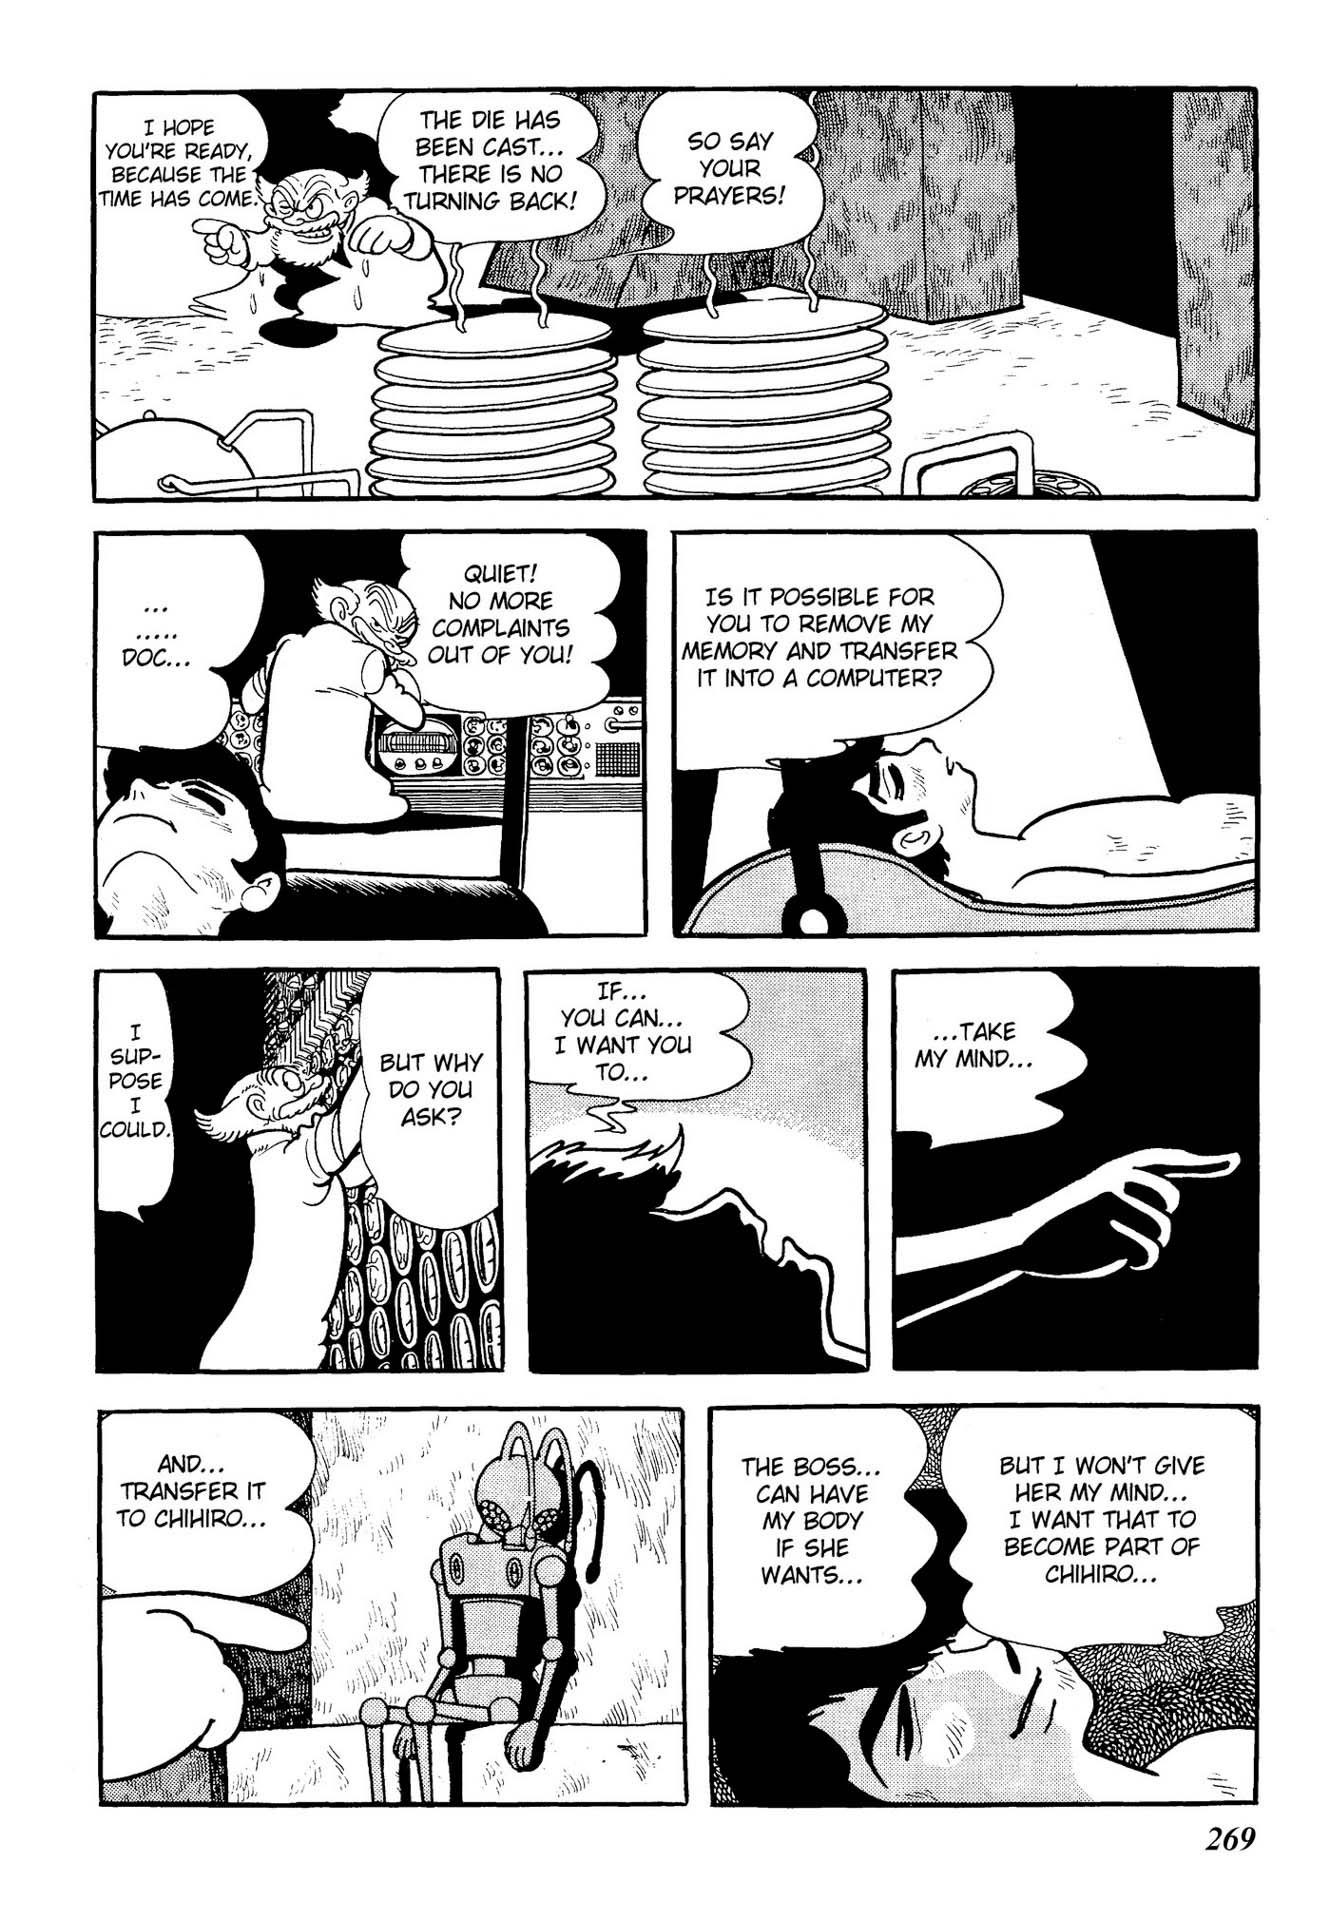 I HOPE
YOU'RE READY,
BECAUSE THE
TIME HAS COME.
THE DIE HAS
BEEN CAST...
THERE IS NO
TURNING BACK!
SO SAY
YOUR
PRAYERS!
...
.....
DOC...
QUIET!
NO MORE
COMPLAINTS
OUT OF YOU!
IS IT POSSIBLE FOR
YOU TO REMOVE MY
MEMORY AND TRANSFER
IT INTO A COMPUTER?
I
SUP-
POSE
I
COULD.
BUT WHY
DO YOU
ASK?
IF...
YOU CAN...
I WANT YOU
TO...
...TAKE
MY MIND...
AND...
TRANSFER IT
TO CHIHIRO...
THE BOSS...
CAN HAVE
MY BODY
IF SHE
WANTS...
BUT I WON'T GIVE
HER MY MIND...
I WANT THAT TO
BECOME PART OF
CHIHIRO...
269